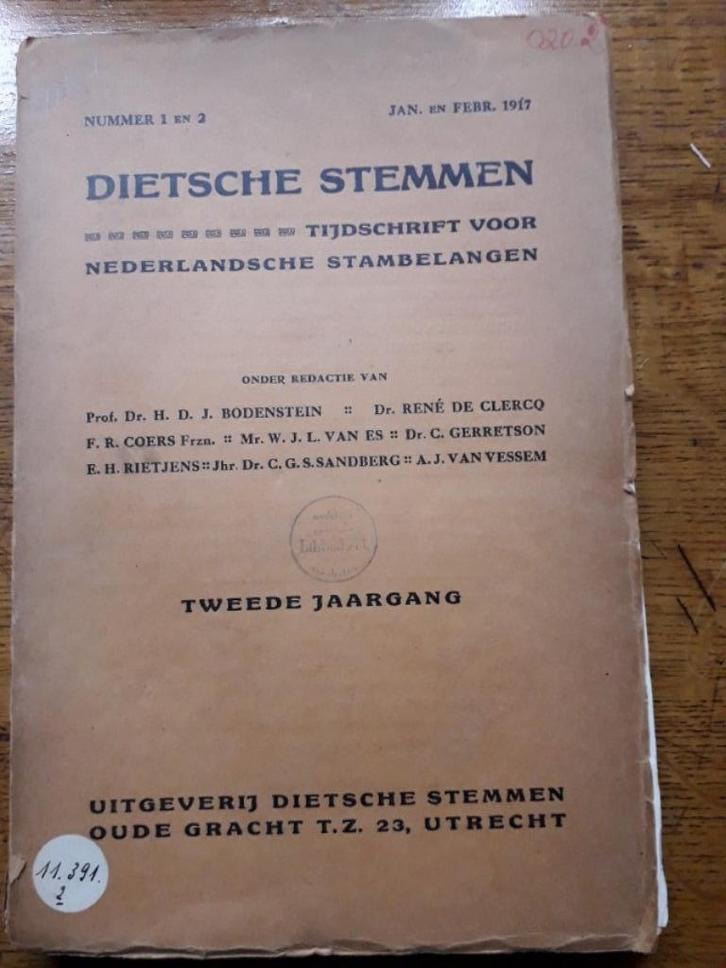 020.2
NUMMER 1 EN 2 JAN. EN FEBR. 1917
DIETSCHE STEMMEN
TIJDSCHRIFT VOOR
NEDERLANDSCHE STAMBELANGEN
ONDER REDACTIE VAN
Prof. Dr. H. D. J. BODENSTEIN :: Dr. RENÉ DE CLERCQ
F. R. COERS Frzn. :: Mr. W. J. L. VAN ES :: Dr. C. GERRETSON
E. H. RIETJENS :: Jhr. Dr. C. G. S. SANDBERG :: A. J. VAN VESSEM
TWEEDE JAARGANG
UITGEVERIJ DIETSCHE STEMMEN
OUDE GRACHT T.Z. 23, UTRECHT
11.391.
2